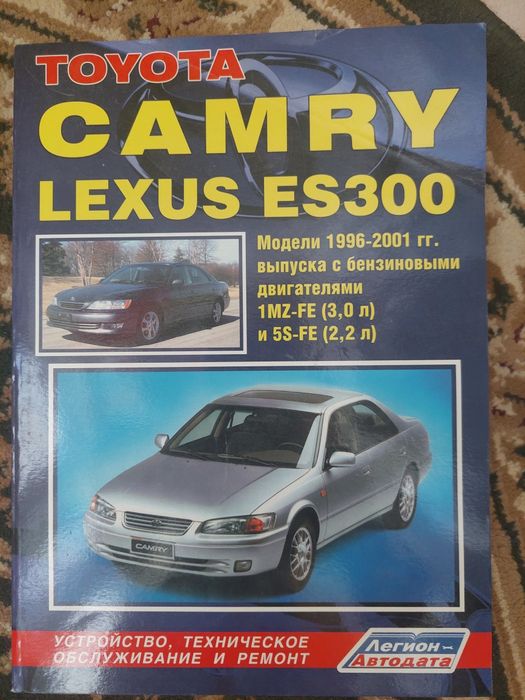 TOYOTA
CAMRY
LEXUS ES300
Модели 1996-2001 гг.
выпуска с бензиновыми
двигателями
1MZ-FE (3,0 л)
и 5S-FE (2,2 л)
CAMRY
УСТРОЙСТВО, ТЕХНИЧЕСКОЕ
ОБСЛУЖИВАНИЕ И РЕМОНТ
Легион
Автодата